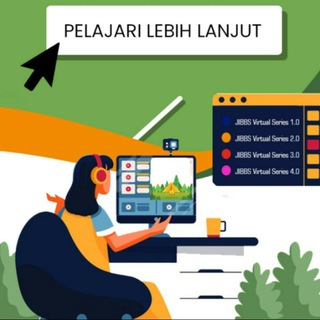 PELAJARI LEBIH LANJUT
JIBBS Virtual Series 1.0
JIBBS Virtual Series 2.0
JIBBS Virtual Series 3.0
JIBBS Virtual Series 4.0